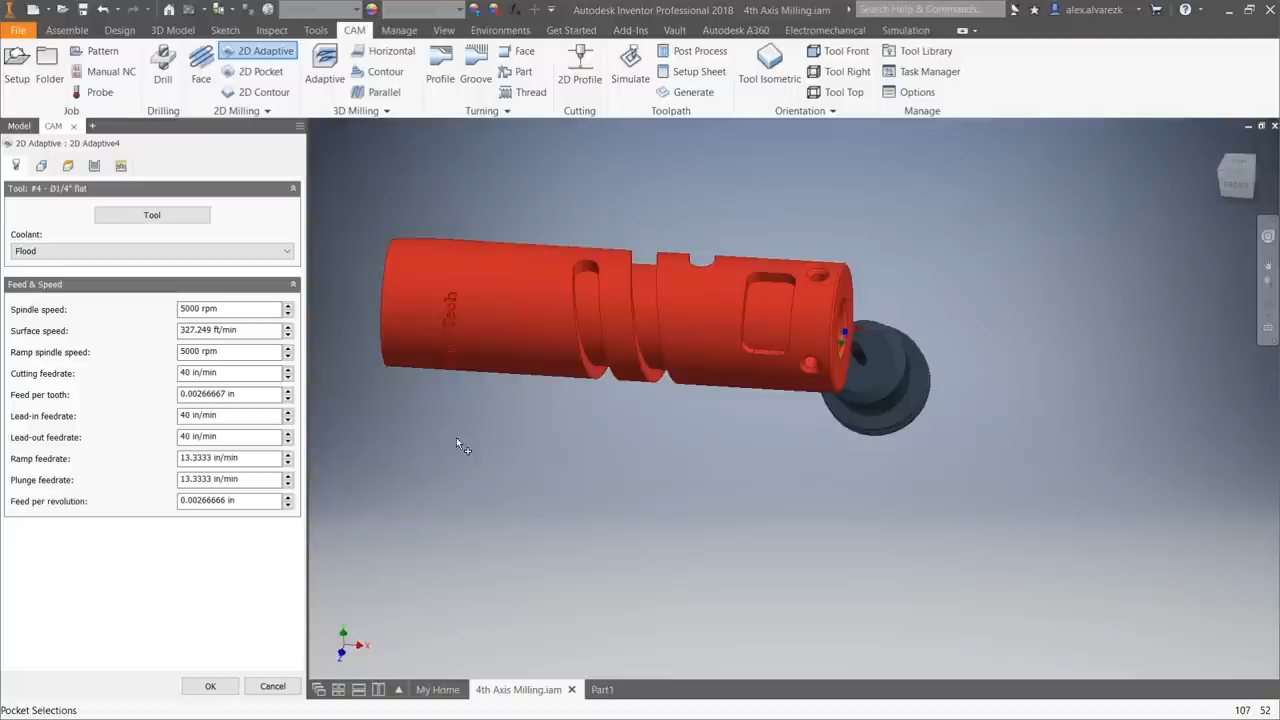 Autodesk Inventor Professional 2018   4th Axis Milling.iam
Search Help & Commands...
alex.alvarezk
File Assemble Design 3D Model Sketch Inspect Tools CAM Manage View Environments Get Started Add-Ins Vault Autodesk A360 Electromechanical Simulation
Pattern 2D Adaptive Horizontal Face Post Process Tool Front Tool Library
Manual NC 2D Pocket Contour Part Setup Sheet Tool Right Task Manager
Setup Folder Drill Face Adaptive Profile Groove 2D Profile Simulate Tool Isometric
Probe 2D Contour Parallel Thread Generate Tool Top Options
Job Drilling 2D Milling 3D Milling Turning Cutting Toolpath Orientation Manage
Model CAM
2D Adaptive : 2D Adaptive4
Tool: #4 - Ø1/4" flat
Tool
Coolant:
Flood
Feed & Speed
Spindle speed: 5000 rpm
Surface speed: 327.249 ft/min
Ramp spindle speed: 5000 rpm
Cutting feedrate: 40 in/min
Feed per tooth: 0.00266667 in
Lead-in feedrate: 40 in/min
Lead-out feedrate: 40 in/min
Ramp feedrate: 13.3333 in/min
Plunge feedrate: 13.3333 in/min
Feed per revolution: 0.00266666 in
OK Cancel
FRONT
Tech
X
Z
My Home 4th Axis Milling.iam Part1
Pocket Selections
107 52